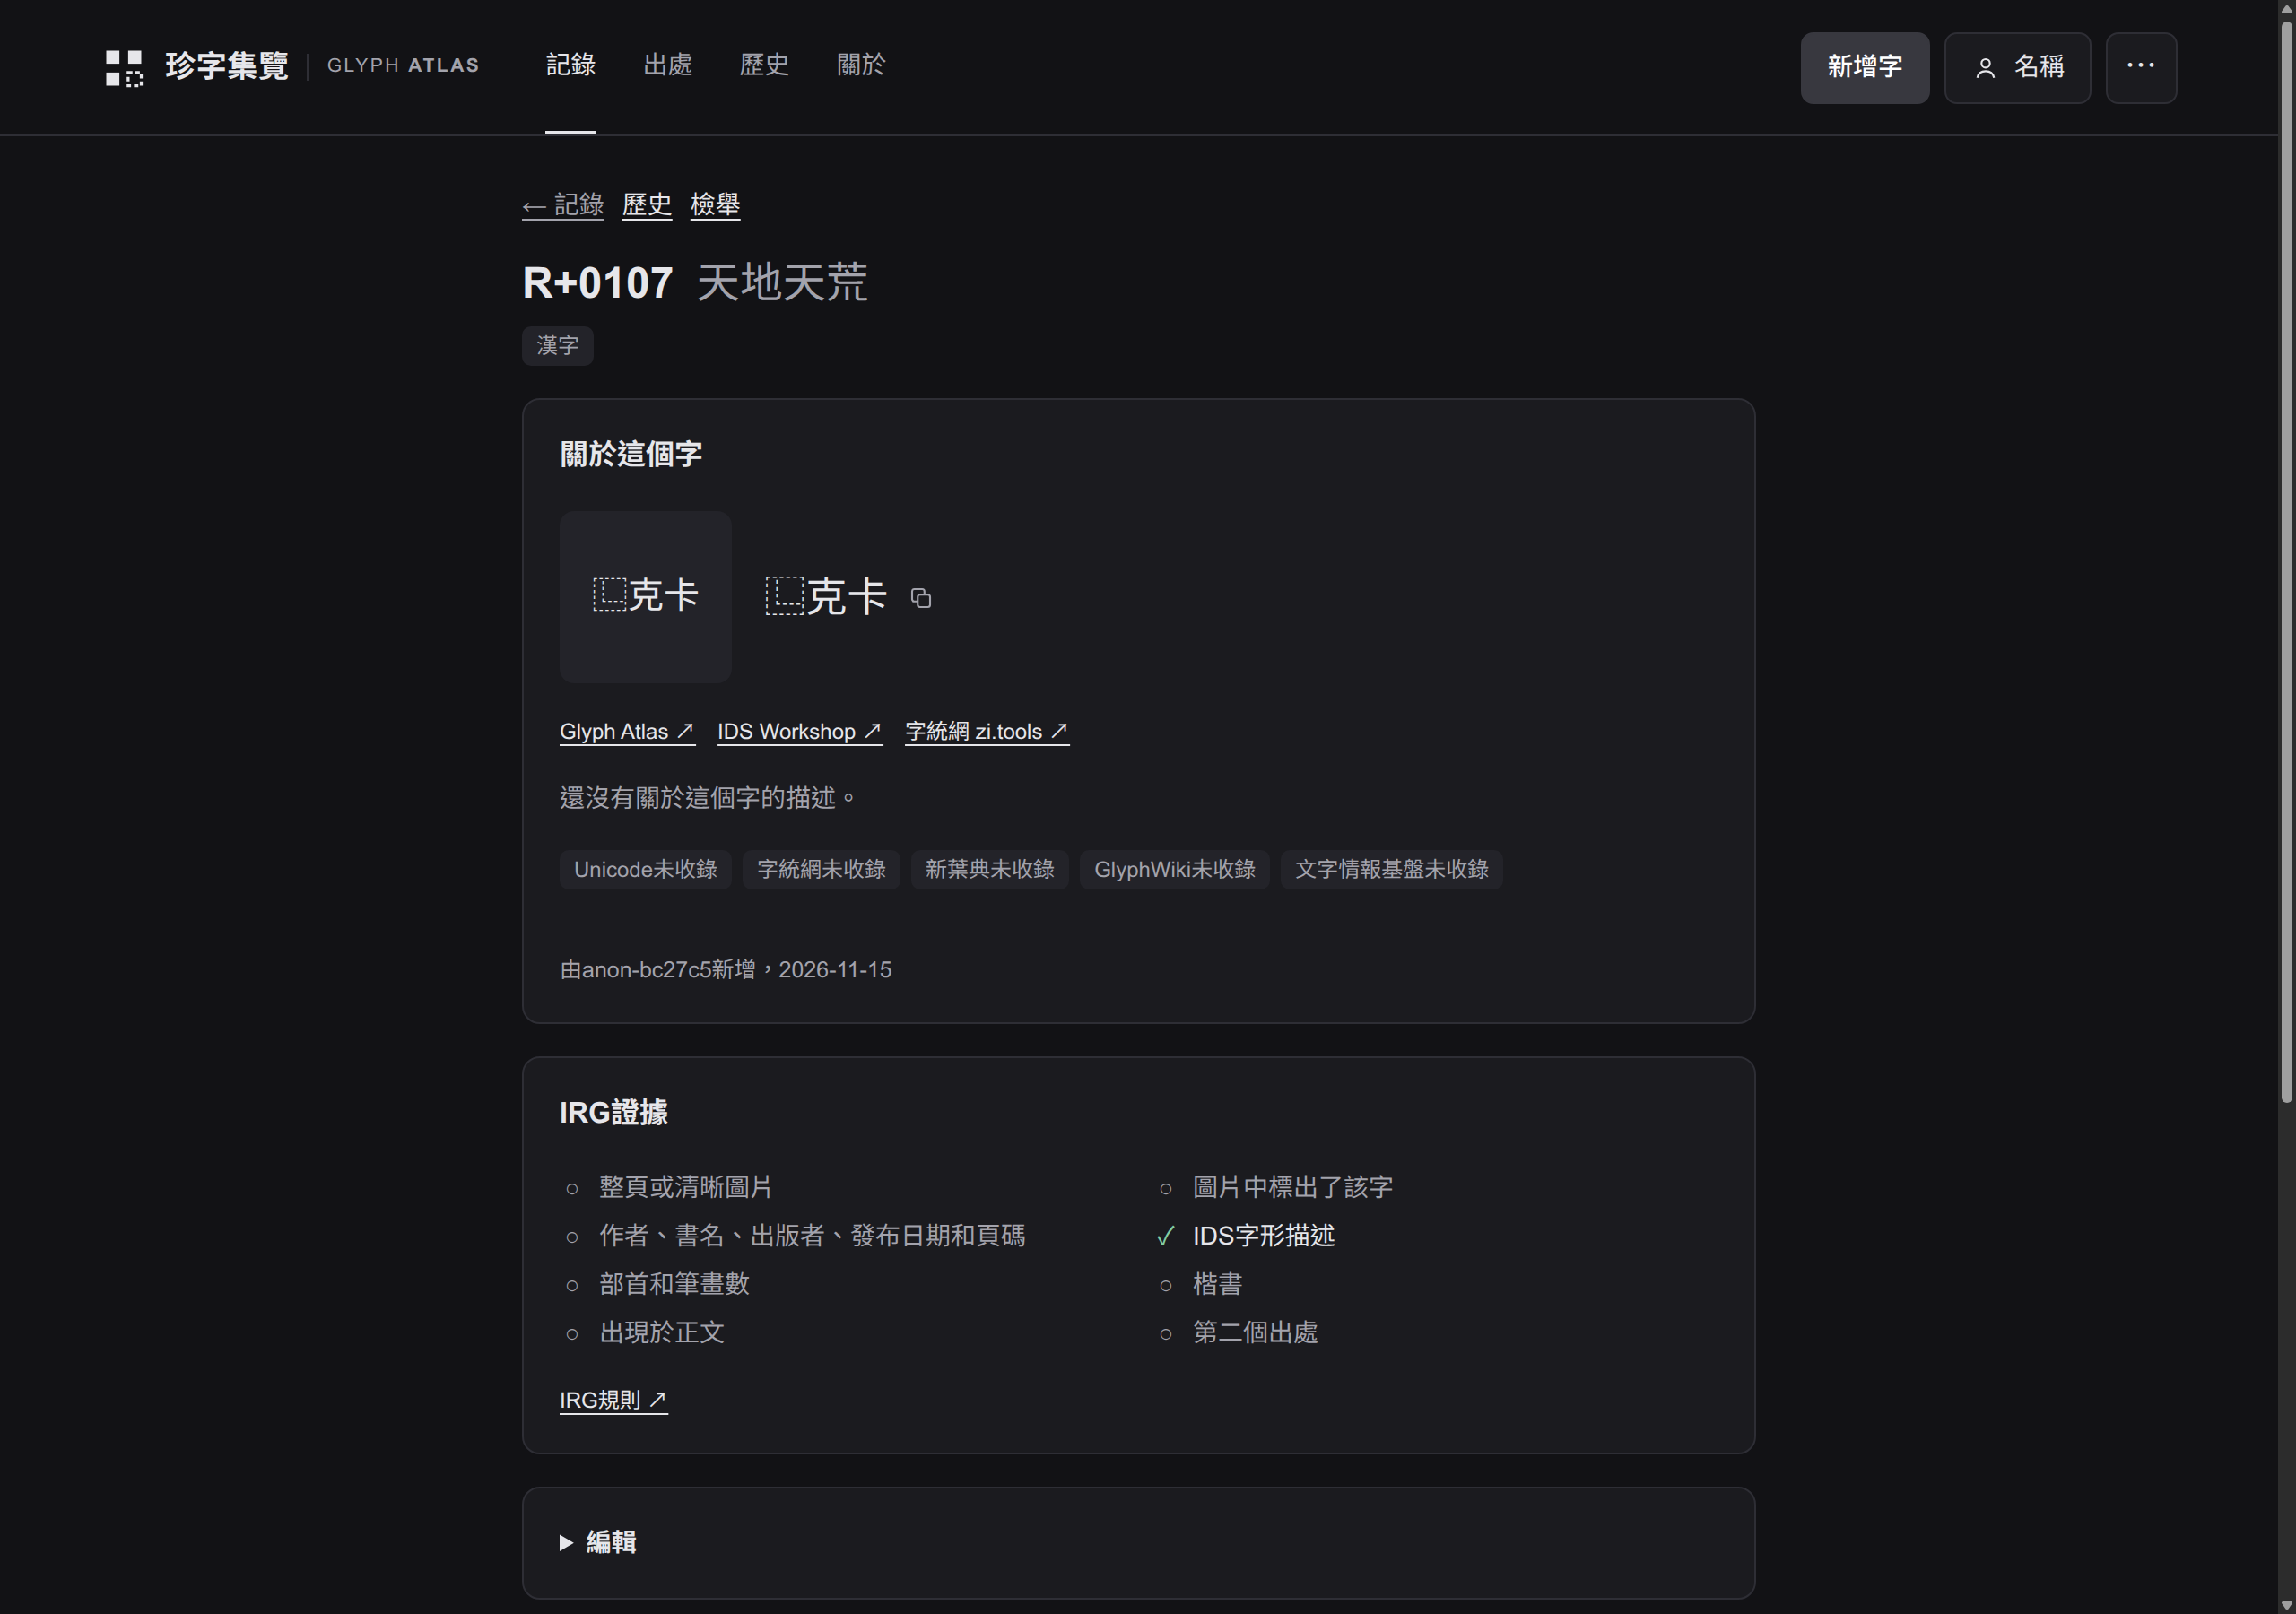 珍字集覽 GLYPH ATLAS 記錄 出處 歷史 關於 新增字 名稱 ···
← 記錄 歷史 檢舉
R+0107 天地天荒
漢字
關於這個字
⿺克卡 ⿺克卡
Glyph Atlas ↗ IDS Workshop ↗ 字統網 zi.tools ↗
還沒有關於這個字的描述。
Unicode未收錄 字統網未收錄 新葉典未收錄 GlyphWiki未收錄 文字情報基盤未收錄
由anon-bc27c5新增，2026-11-15
IRG證據
○ 整頁或清晰圖片 ○ 圖片中標出了該字
○ 作者、書名、出版者、發布日期和頁碼 ✓ IDS字形描述
○ 部首和筆畫數 ○ 楷書
○ 出現於正文 ○ 第二個出處
IRG規則 ↗
▶ 編輯